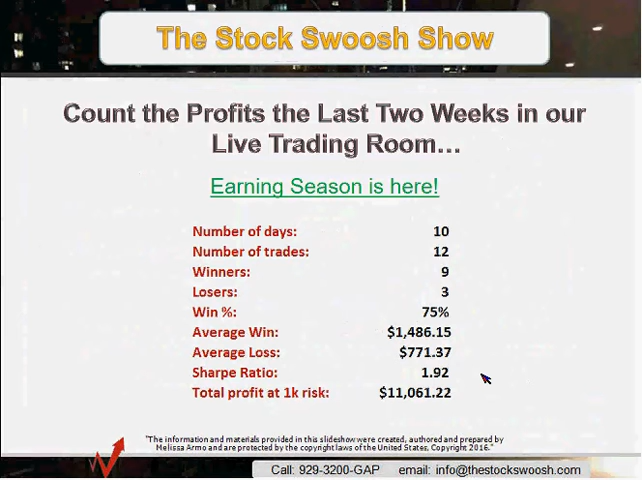 The Stock Swoosh Show
Count the Profits the Last Two Weeks in our
Live Trading Room...
Earning Season is here!
Number of days: 10
Number of trades: 12
Winners: 9
Losers: 3
Win %: 75%
Average Win: $1,486.15
Average Loss: $771.37
Sharpe Ratio: 1.92
Total profit at 1k risk: $11,061.22
"The information and materials provided in this slideshow were created, authored and prepared by
Melissa Armo and are protected by the copyright laws of the United States, Copyright 2016."
Call: 929-3200-GAP email: info@thestockswoosh.com